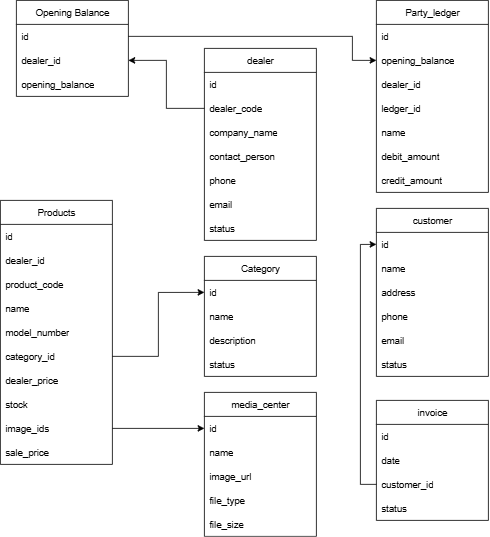 Opening Balance
id
dealer_id
opening_balance
Party_ledger
id
opening_balance
dealer_id
ledger_id
name
debit_amount
credit_amount
dealer
id
dealer_code
company_name
contact_person
phone
email
status
Products
id
dealer_id
product_code
name
model_number
category_id
dealer_price
stock
image_ids
sale_price
Category
id
name
description
status
customer
id
name
address
phone
email
status
media_center
id
name
image_url
file_type
file_size
invoice
id
date
customer_id
status